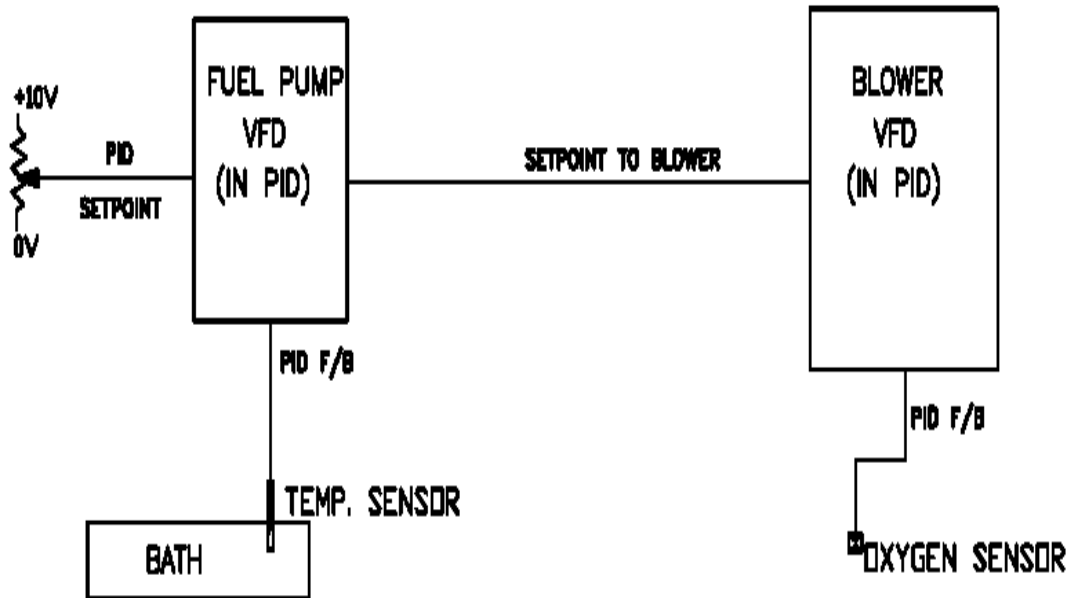 +10V
PID
SETPOINT
0V
FUEL PUMP
VFD
(IN PID)
SETPOINT TO BLOWER
BLOWER
VFD
(IN PID)
PID F/B
PID F/B
TEMP. SENSOR
BATH
OXYGEN SENSOR